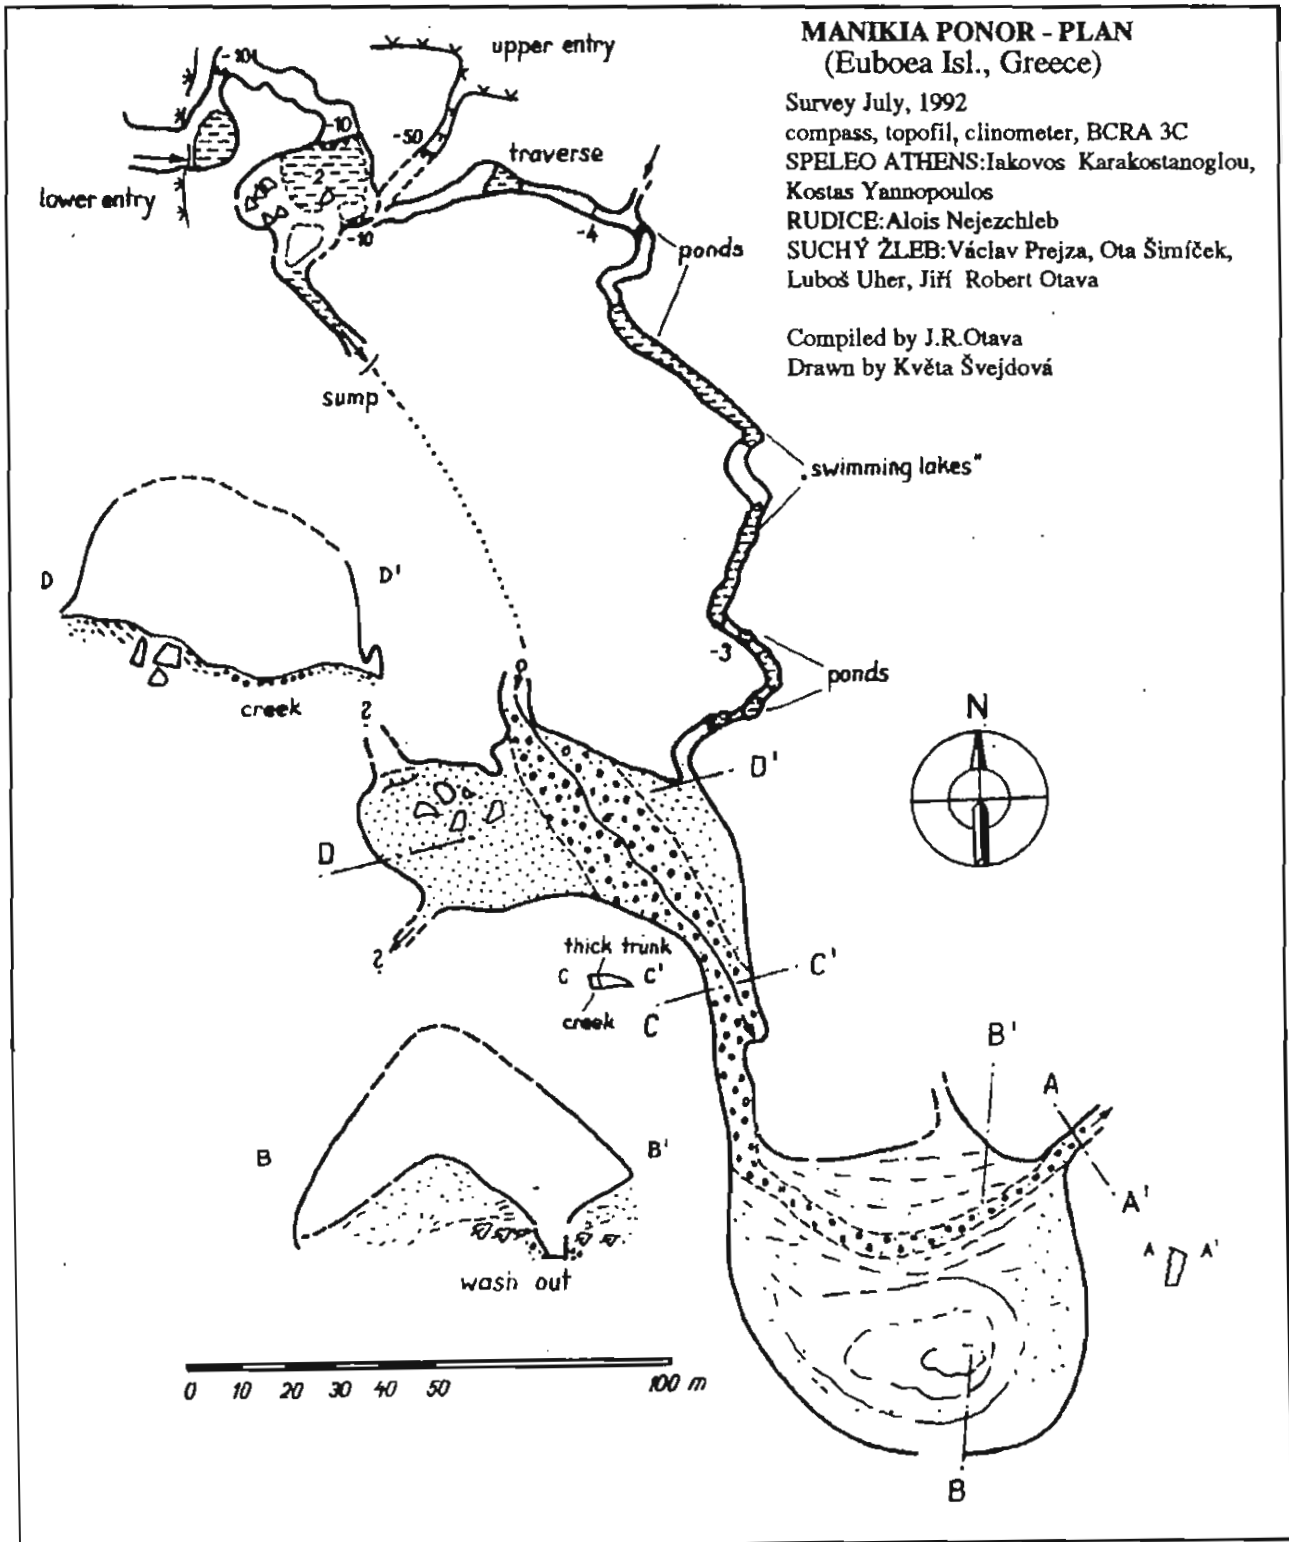 MANIKIA PONOR - PLAN
(Euboea Isl., Greece)
Survey July, 1992
compass, topofil, clinometer, BCRA 3C
SPELEO ATHENS:Iakovos Karakostanoglou,
Kostas Yannopoulos
RUDICE:Alois Nejezchleb
SUCHÝ ŽLEB:Václav Prejza, Ota Šimíček,
Luboš Uher, Jiří Robert Otava
Compiled by J.R.Otava
Drawn by Květa Švejdová
upper entry
-10
-10
-50
traverse
2
lower entry
-10
-4
ponds
sump
„swimming lakes"
D
D'
-3
ponds
creek
?
N
D'
D
?
thick trunk
C C'
creek
C
C'
B'
A
B
B'
A'
A A'
wash out
0 10 20 30 40 50 100 m
B